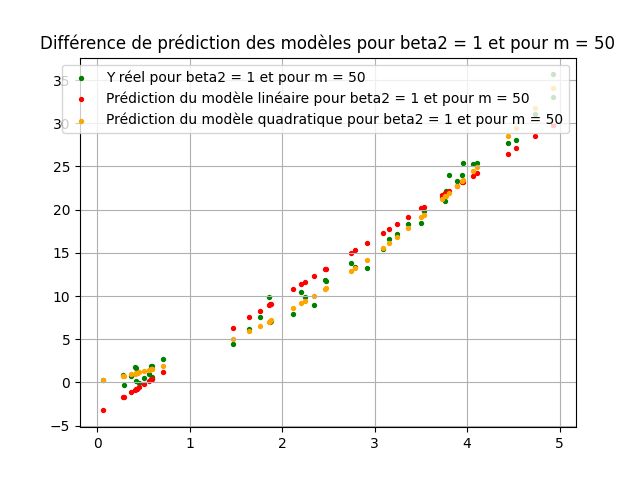 Différence de prédiction des modèles pour beta2 = 1 et pour m = 50
Y réel pour beta2 = 1 et pour m = 50
Prédiction du modèle linéaire pour beta2 = 1 et pour m = 50
Prédiction du modèle quadratique pour beta2 = 1 et pour m = 50
35
30
25
20
15
10
5
0
−5
0 1 2 3 4 5